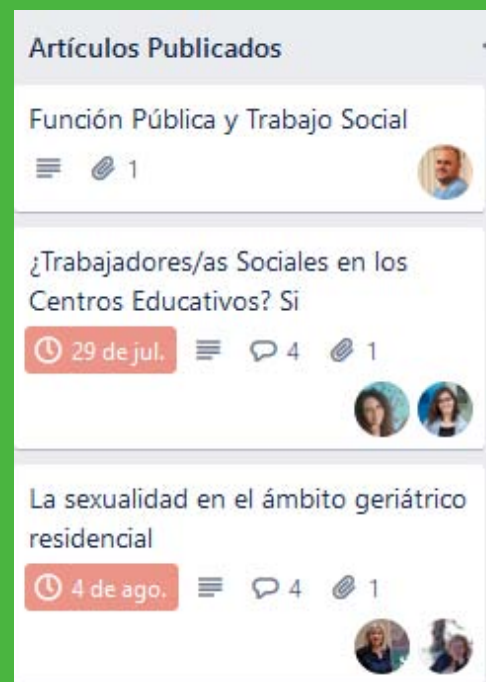 Artículos Publicados
Función Pública y Trabajo Social
1
¿Trabajadores/as Sociales en los
Centros Educativos? Si
29 de jul. 4 1
La sexualidad en el ámbito geriátrico
residencial
4 de ago. 4 1